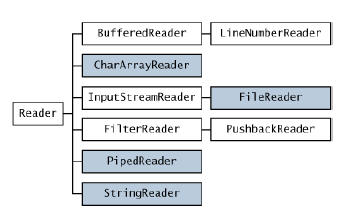 BufferedReader LineNumberReader
CharArrayReader
InputStreamReader FileReader
Reader
FilterReader PushbackReader
PipedReader
StringReader